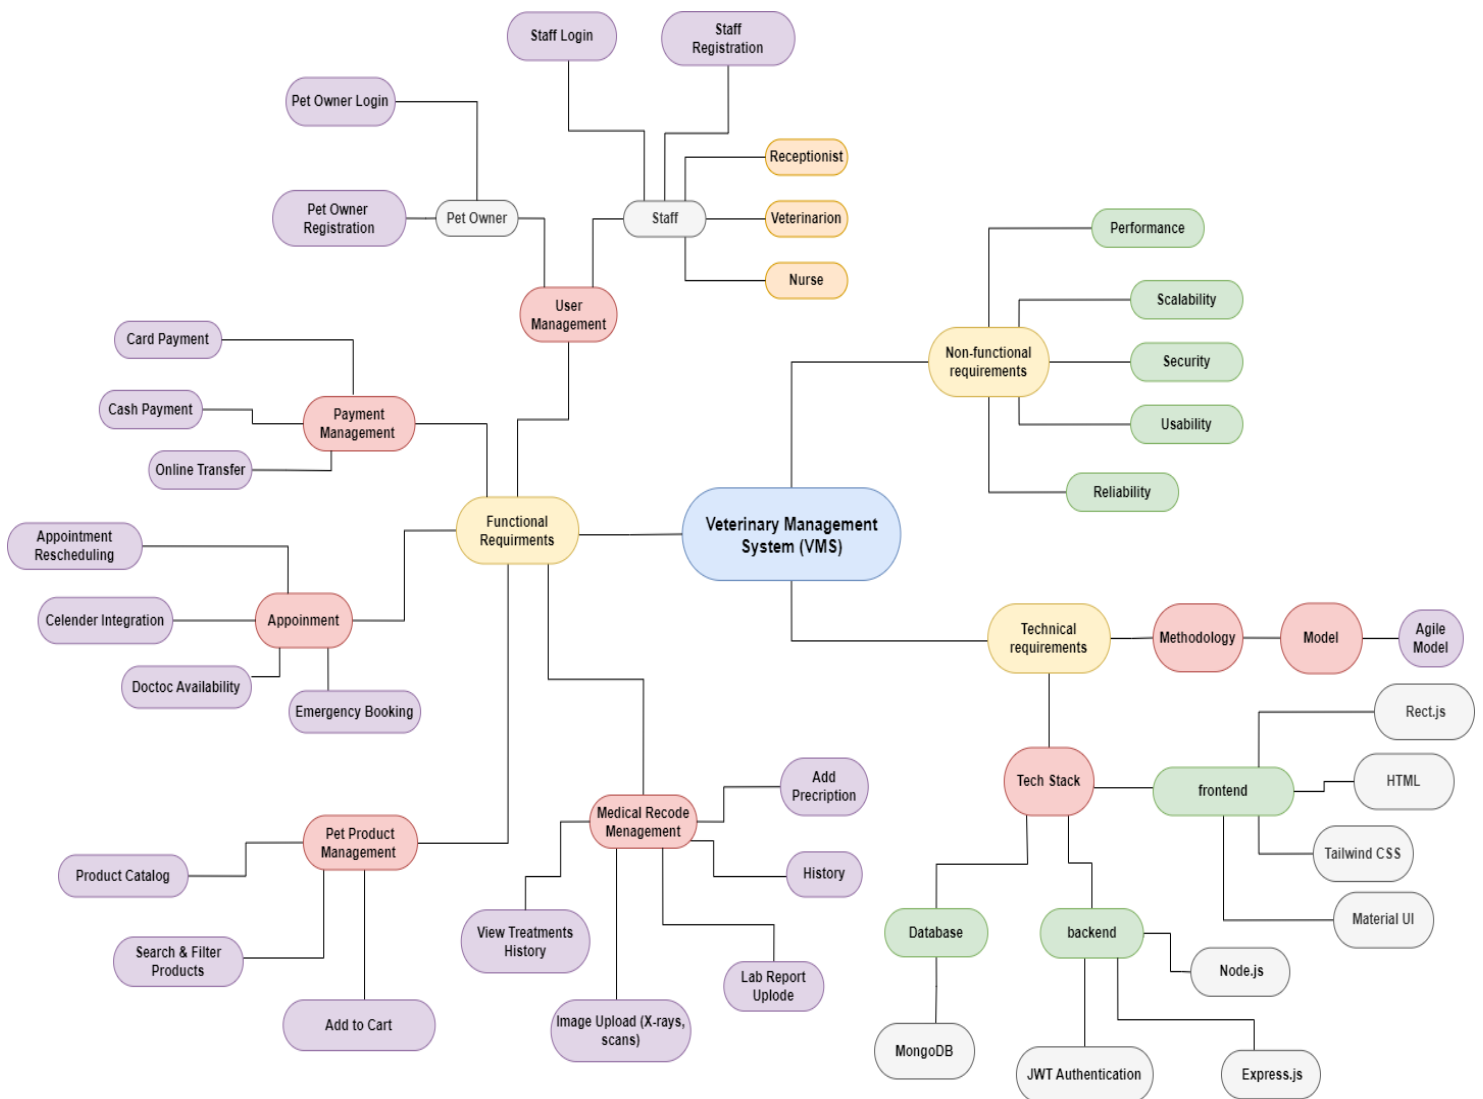 Staff Login
Staff
Registration
Pet Owner Login
Receptionist
Pet Owner
Registration
Pet Owner
Staff
Veterinarion
Performance
Nurse
User
Management
Scalability
Card Payment
Non-functional
requirements
Security
Cash Payment
Payment
Management
Usability
Online Transfer
Reliability
Functional
Requirments
Veterinary Management
System (VMS)
Appointment
Rescheduling
Celender Integration
Appoinment
Technical
requirements
Methodology
Model
Agile
Model
Doctoc Availability
Emergency Booking
Rect.js
Tech Stack
frontend
HTML
Add
Precription
Medical Recode
Menagement
Pet Product
Management
Tailwind CSS
Product Catalog
History
Material UI
View Treatments
History
Database
backend
Search & Filter
Products
Node.js
Lab Report
Uplode
Add to Cart
Image Upload (X-rays,
scans)
MongoDB
JWT Authentication
Express.js